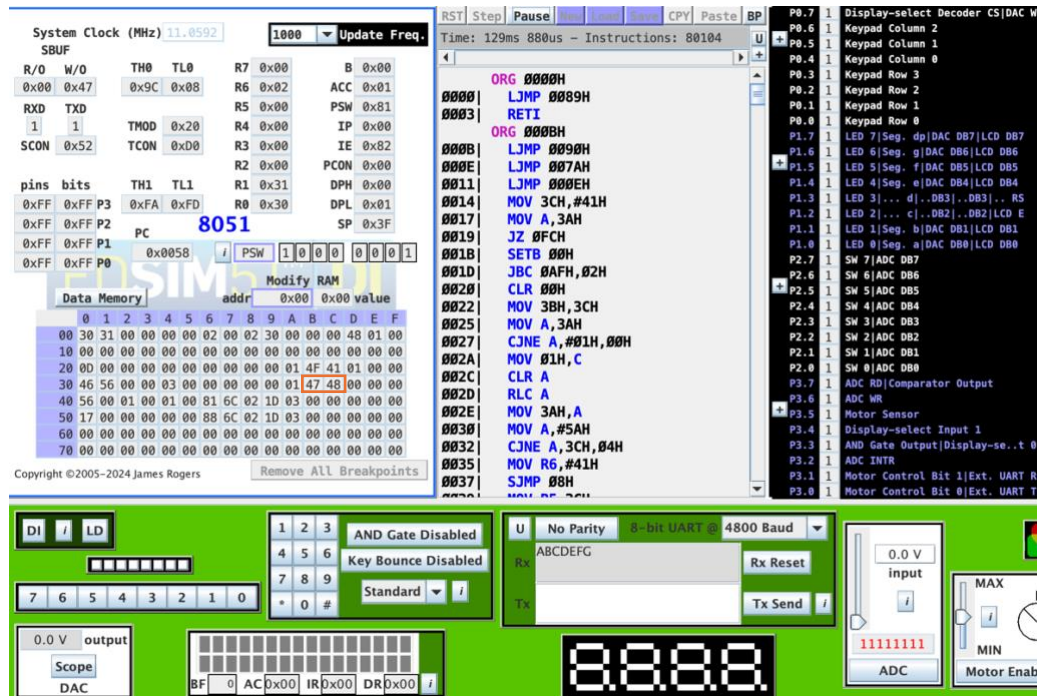 System Clock (MHz) 11.0592 1000 Update Freq.
SBUF
R/O W/O TH0 TL0 R7 0x00 B 0x00
0x00 0x47 0x9C 0x08 R6 0x02 ACC 0x01
RXD TXD R5 0x00 PSW 0x81
1 1 TMOD 0x20 R4 0x00 IP 0x00
SCON 0x52 TCON 0xD0 R3 0x00 IE 0x82
R2 0x00 PCON 0x00
pins bits TH1 TL1 R1 0x31 DPH 0x00
0xFF 0xFF P3 0xFA 0xFD R0 0x30 DPL 0x01
0xFF 0xFF P2 PC 8051 SP 0x3F
0xFF 0xFF P1 0x0058 i PSW 1 0 0 0 0 0 0 1
0xFF 0xFF P0
Modify RAM
Data Memory addr 0x00 0x00 value
0 1 2 3 4 5 6 7 8 9 A B C D E F
00 30 31 00 00 00 00 02 00 02 30 00 00 00 48 01 00
10 00 00 00 00 00 00 00 00 00 00 00 00 00 00 00 00
20 0D 00 00 00 00 00 00 00 00 00 01 4F 41 01 00 00
30 46 56 00 00 03 00 00 00 00 00 01 47 48 00 00 00
40 56 00 01 00 01 00 81 6C 02 1D 03 00 00 00 00 00
50 17 00 00 00 00 00 88 6C 02 1D 03 00 00 00 00 00
60 00 00 00 00 00 00 00 00 00 00 00 00 00 00 00 00
70 00 00 00 00 00 00 00 00 00 00 00 00 00 00 00 00
Copyright ©2005-2024 James Rogers Remove All Breakpoints
RST Step Pause New Load Save CPY Paste BP
Time: 129ms 880us - Instructions: 80104 U
ORG 0000H
0000| LJMP 0089H
0003| RETI
ORG 000BH
000B| LJMP 0090H
000E| LJMP 007AH
0011| LJMP 000EH
0014| MOV 3CH,#41H
0017| MOV A,3AH
0019| JZ 0FCH
001B| SETB 00H
001D| JBC 0AFH,02H
0020| CLR 00H
0022| MOV 3BH,3CH
0025| MOV A,3AH
0027| CJNE A,#01H,00H
002A| MOV 01H,C
002C| CLR A
002D| RLC A
002E| MOV 3AH,A
0030| MOV A,#5AH
0032| CJNE A,3CH,04H
0035| MOV R6,#41H
0037| SJMP 08H
P0.7 1 Display-select Decoder CS|DAC W
P0.6 1 Keypad Column 2
P0.5 1 Keypad Column 1
P0.4 1 Keypad Column 0
P0.3 1 Keypad Row 3
P0.2 1 Keypad Row 2
P0.1 1 Keypad Row 1
P0.0 1 Keypad Row 0
P1.7 1 LED 7|Seg. dp|DAC DB7|LCD DB7
P1.6 1 LED 6|Seg. g|DAC DB6|LCD DB6
P1.5 1 LED 5|Seg. f|DAC DB5|LCD DB5
P1.4 1 LED 4|Seg. e|DAC DB4|LCD DB4
P1.3 1 LED 3|... d|..DB3|..DB3|.. RS
P1.2 1 LED 2|... c|..DB2|..DB2|LCD E
P1.1 1 LED 1|Seg. b|DAC DB1|LCD DB1
P1.0 1 LED 0|Seg. a|DAC DB0|LCD DB0
P2.7 1 SW 7|ADC DB7
P2.6 1 SW 6|ADC DB6
P2.5 1 SW 5|ADC DB5
P2.4 1 SW 4|ADC DB4
P2.3 1 SW 3|ADC DB3
P2.2 1 SW 2|ADC DB2
P2.1 1 SW 1|ADC DB1
P2.0 1 SW 0|ADC DB0
P3.7 1 ADC RD|Comparator Output
P3.6 1 ADC WR
P3.5 1 Motor Sensor
P3.4 1 Display-select Input 1
P3.3 1 AND Gate Output|Display-se..t 0
P3.2 1 ADC INTR
P3.1 1 Motor Control Bit 1|Ext. UART R
P3.0 1 Motor Control Bit 0|Ext. UART T
DI i LD
7 6 5 4 3 2 1 0
0.0 V output
Scope
DAC
1 2 3
4 5 6
7 8 9
* 0 #
AND Gate Disabled
Key Bounce Disabled
Standard i
BF 0 AC 0x00 IR 0x00 DR 0x00 i
U No Parity 8-bit UART @ 4800 Baud
Rx ABCDEFG Rx Reset
Tx Tx Send i
8.8.8.8.
0.0 V
input
i
11111111
ADC
MAX
i
MIN
Motor Enab